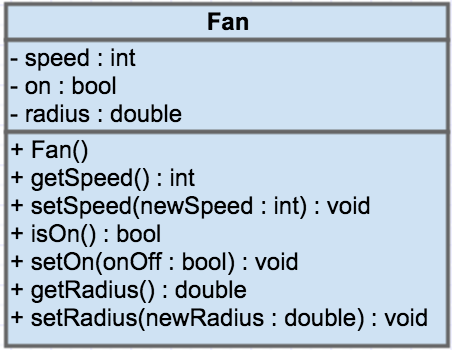 Fan
- speed : int
- on : bool
- radius : double
+ Fan()
+ getSpeed() : int
+ setSpeed(newSpeed : int) : void
+ isOn() : bool
+ setOn(onOff : bool) : void
+ getRadius() : double
+ setRadius(newRadius : double) : void